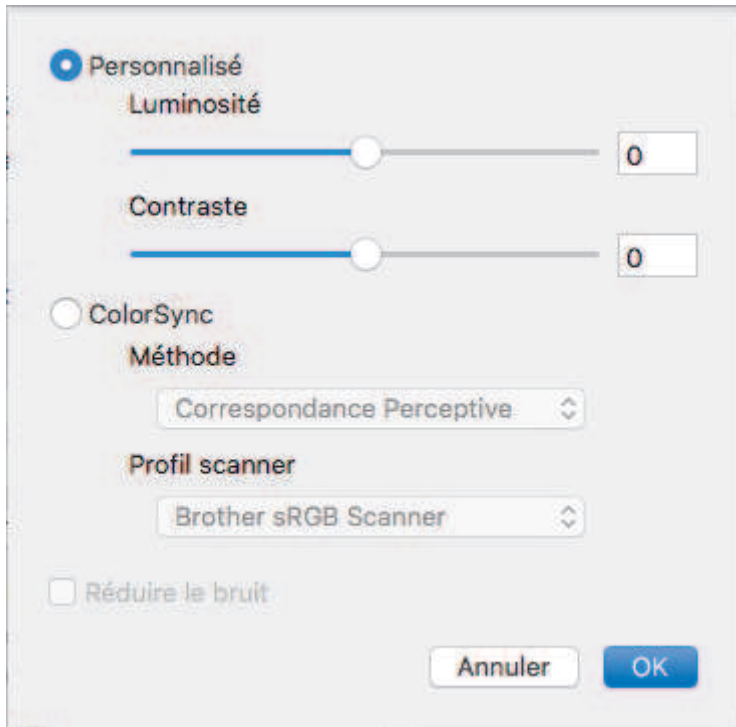 Personnalisé
Luminosité
0
Contraste
0
ColorSync
Méthode
Correspondance Perceptive
Profil scanner
Brother sRGB Scanner
Réduire le bruit
Annuler OK